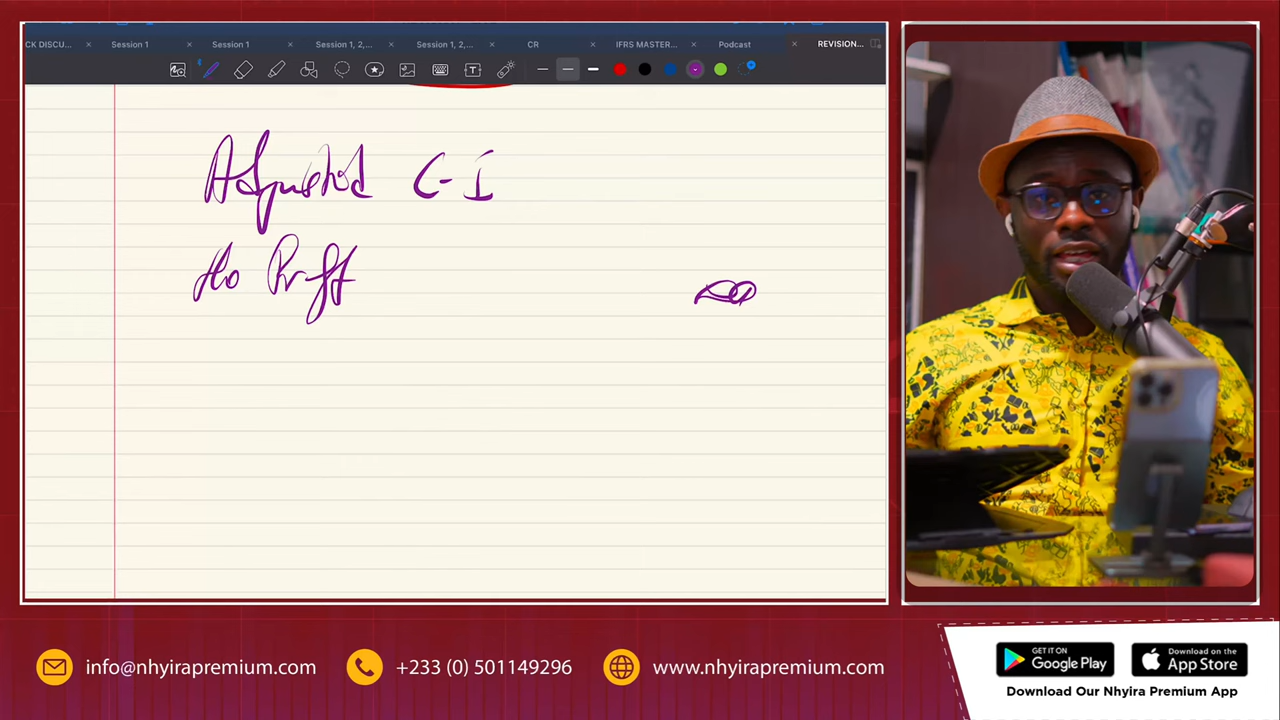 CK DISCU... Session 1 Session 1 Session 1, 2,... Session 1, 2,... CR IFRS MASTER... Podcast REVISION...
Adjusted C-I
Profit
info@nhyirapremium.com +233 (0) 501149296 www.nhyirapremium.com
GET IT ON
Google Play
Download on the
App Store
Download Our Nhyira Premium App